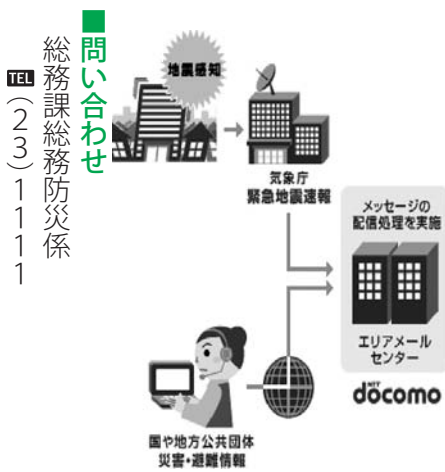 ■問い合わせ
総務課総務防災係
TEL(23)1111
地震感知
気象庁
緊急地震速報
メッセージの
配信処理を実施
エリアメール
センター
NTT
döcomo
国や地方公共団体
災害・避難情報